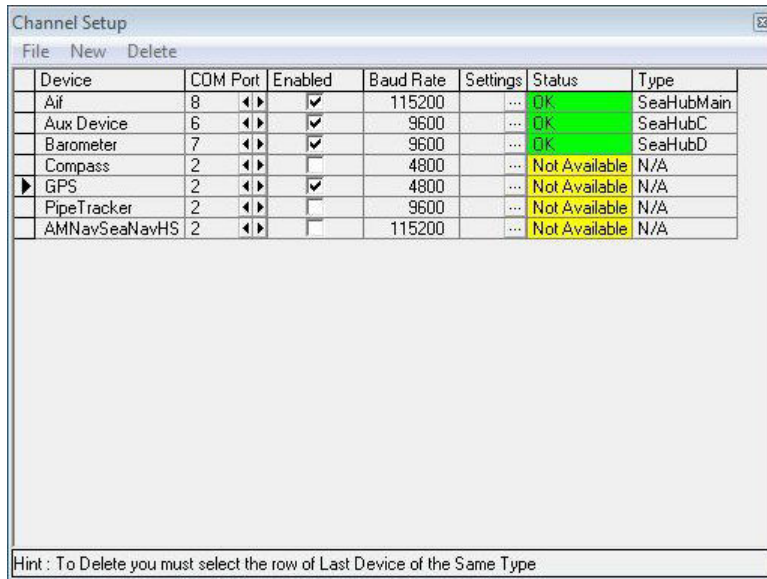 Channel Setup
File New Delete
Device COM Port Enabled Baud Rate Settings Status Type
Aif 8 115200 ... OK SeaHubMain
Aux Device 6 9600 ... OK SeaHubC
Barometer 7 9600 ... OK SeaHubD
Compass 2 4800 ... Not Available N/A
GPS 2 4800 ... Not Available N/A
PipeTracker 2 9600 ... Not Available N/A
AMNavSeaNavHS 2 115200 ... Not Available N/A
Hint : To Delete you must select the row of Last Device of the Same Type